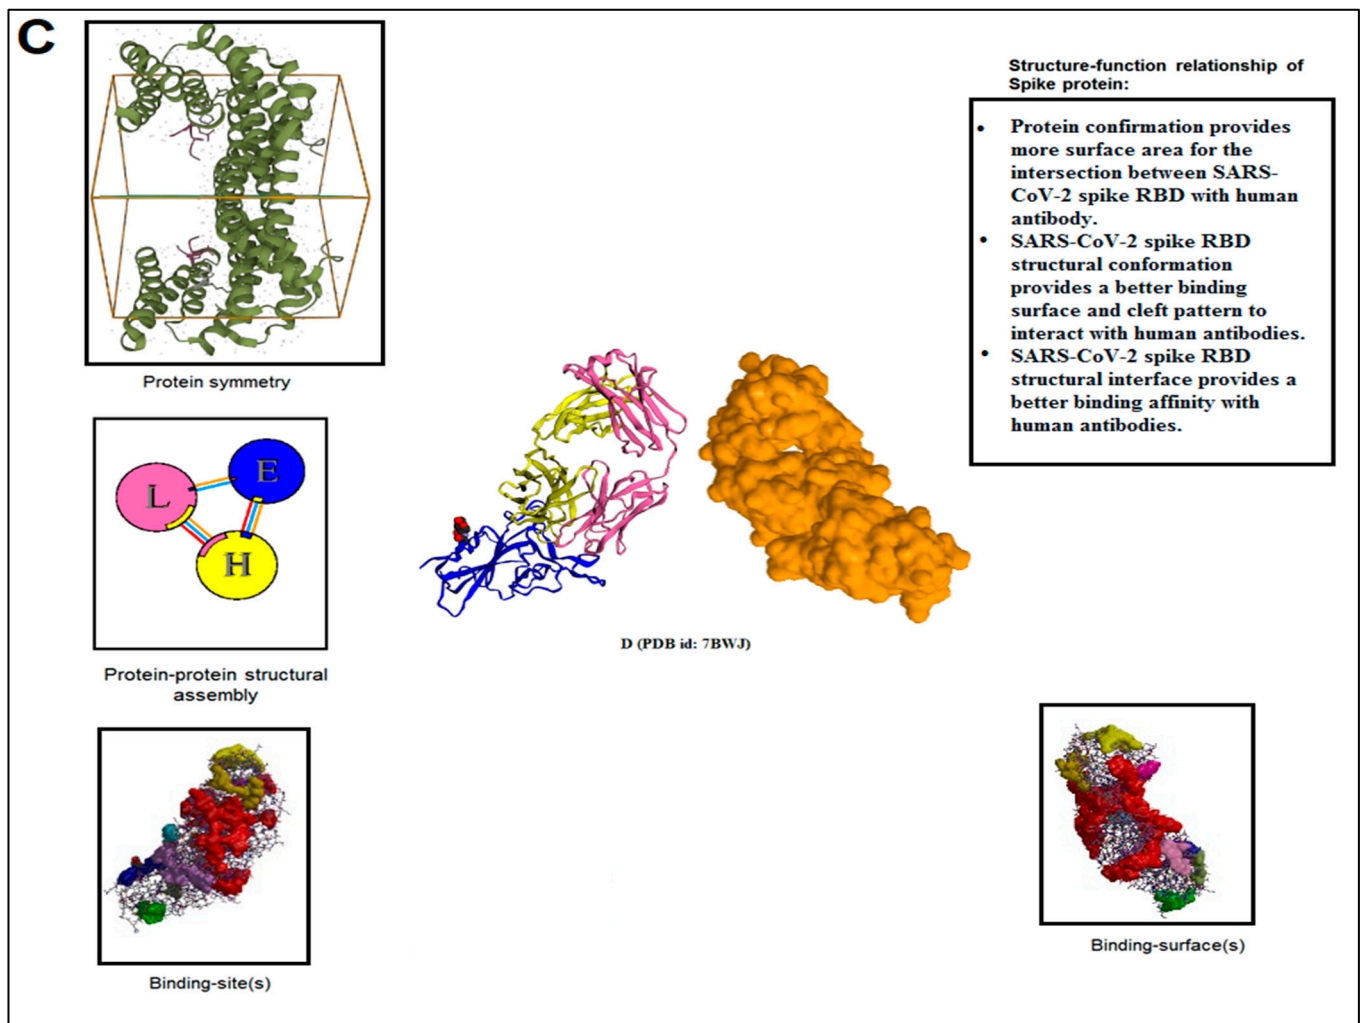 C
Structure-function relationship of
Spike protein:
• Protein confirmation provides
more surface area for the
intersection between SARS-
CoV-2 spike RBD with human
antibody.
• SARS-CoV-2 spike RBD
structural conformation
provides a better binding
surface and cleft pattern to
interact with human antibodies.
• SARS-CoV-2 spike RBD
structural interface provides a
better binding affinity with
human antibodies.
Protein symmetry
L
E
H
D (PDB id: 7BWJ)
Protein-protein structural
assembly
Binding-site(s)
Binding-surface(s)